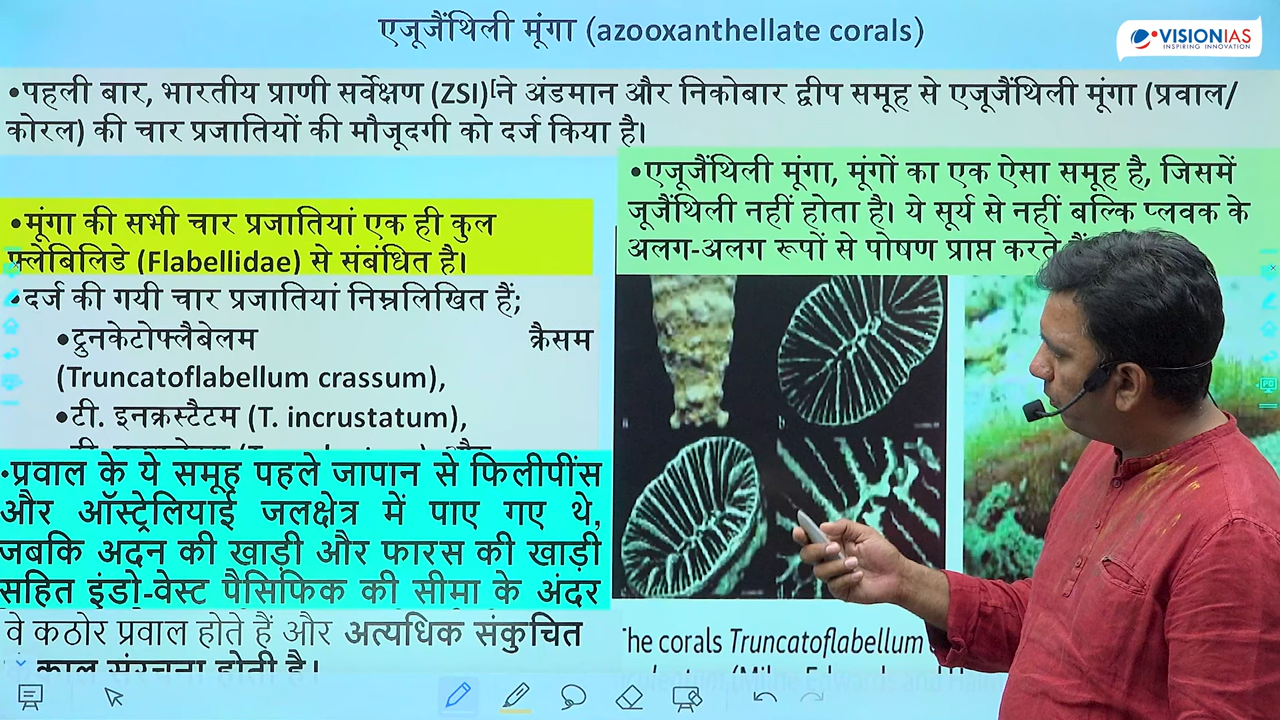 एजूजैंथिली मूंगा (azooxanthellate corals)
VISIONIAS
INSPIRING INNOVATION
•पहली बार, भारतीय प्राणी सर्वेक्षण (ZSI) ने अंडमान और निकोबार द्वीप समूह से एजूजैंथिली मूंगा (प्रवाल/
कोरल) की चार प्रजातियों की मौजूदगी को दर्ज किया है।
•मूंगा की सभी चार प्रजातियां एक ही कुल
फ्लेबिलिडे (Flabellidae) से संबंधित है।
•दर्ज की गयी चार प्रजातियां निम्नलिखित हैं;
•ट्रुनकेटोफ्लैबेलम क्रैसम
(Truncatoflabellum crassum),
•टी. इनक्रस्टैटम (T. incrustatum),
•प्रवाल के ये समूह पहले जापान से फिलीपींस
और ऑस्ट्रेलियाई जलक्षेत्र में पाए गए थे,
जबकि अदन की खाड़ी और फारस की खाड़ी
सहित इंडो-वेस्ट पैसिफिक की सीमा के अंदर
वे कठोर प्रवाल होते हैं और अत्यधिक संकुचित
संरचना होती है।
•एजूजैंथिली मूंगा, मूंगों का एक ऐसा समूह है, जिसमें
जूजैंथिली नहीं होता है। ये सूर्य से नहीं बल्कि प्लवक के
अलग-अलग रूपों से पोषण प्राप्त करते
The corals Truncatoflabellum